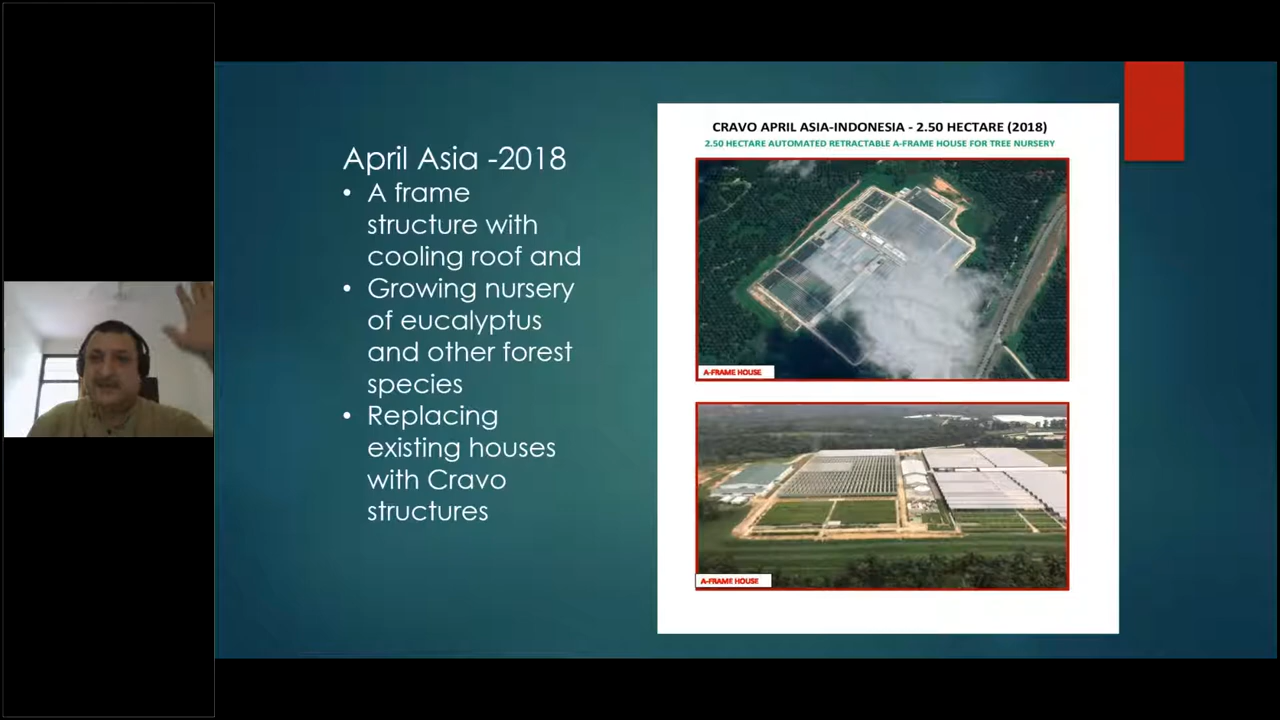 April Asia -2018
• A frame
structure with
cooling roof and
• Growing nursery
of eucalyptus
and other forest
species
• Replacing
existing houses
with Cravo
structures
CRAVO APRIL ASIA-INDONESIA - 2.50 HECTARE (2018)
2.50 HECTARE AUTOMATED RETRACTABLE A-FRAME HOUSE FOR TREE NURSERY
A-FRAME HOUSE
A-FRAME HOUSE